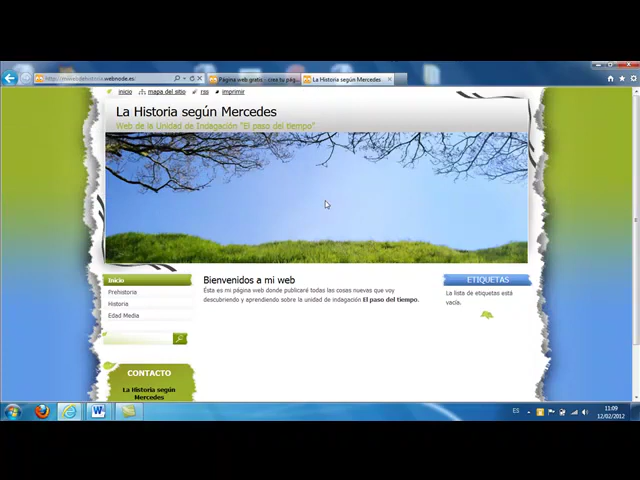 http://miwebdehistoria.webnode.es/
Página web gratis - crea tu pág...
La Historia según Mercedes
inicio
mapa del sitio
rss
imprimir
La Historia según Mercedes
Web de la Unidad de Indagación "El paso del tiempo"
Inicio
Prehistoria
Historia
Edad Media
Bienvenidos a mi web
Ésta es mi página web donde publicaré todas las cosas nuevas que voy
descubriendo y aprendiendo sobre la unidad de indagación El paso del tiempo.
ETIQUETAS
La lista de etiquetas está
vacía.
CONTACTO
La Historia según
Mercedes
ES
11:09
12/02/2012